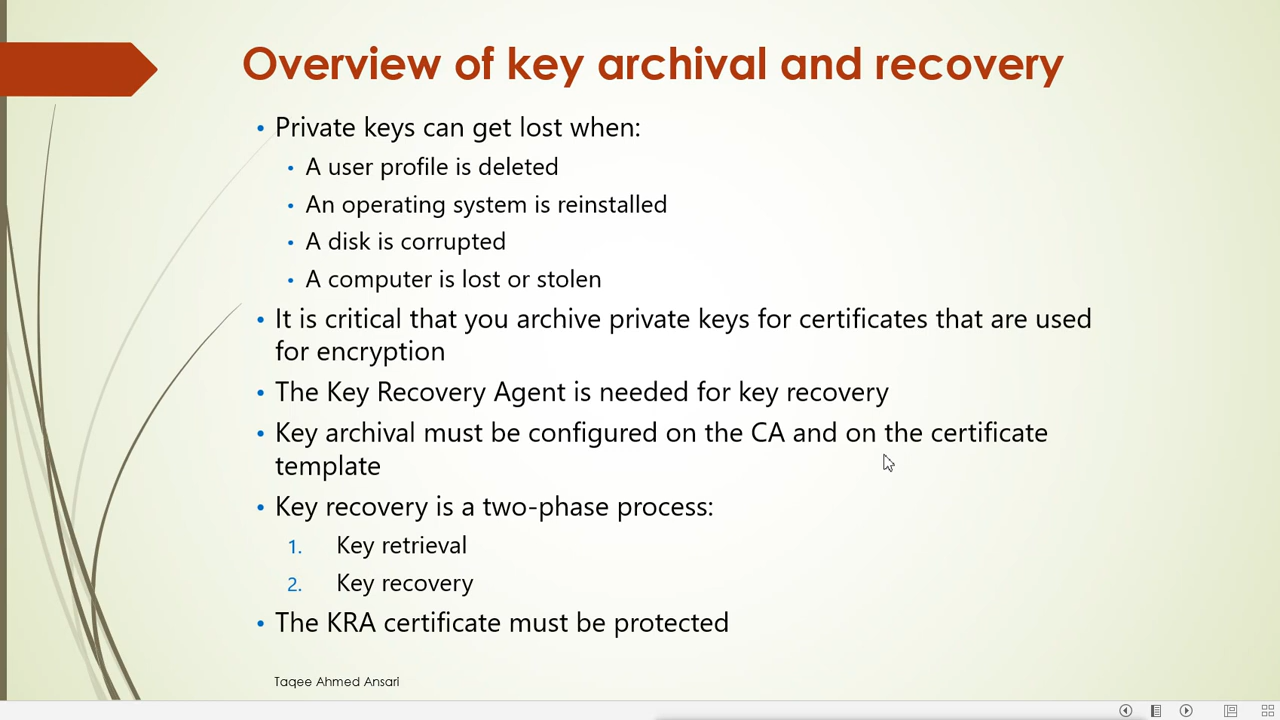 Overview of key archival and recovery
• Private keys can get lost when:
• A user profile is deleted
• An operating system is reinstalled
• A disk is corrupted
• A computer is lost or stolen
• It is critical that you archive private keys for certificates that are used
for encryption
• The Key Recovery Agent is needed for key recovery
• Key archival must be configured on the CA and on the certificate
template
• Key recovery is a two-phase process:
1. Key retrieval
2. Key recovery
• The KRA certificate must be protected
Taqee Ahmed Ansari